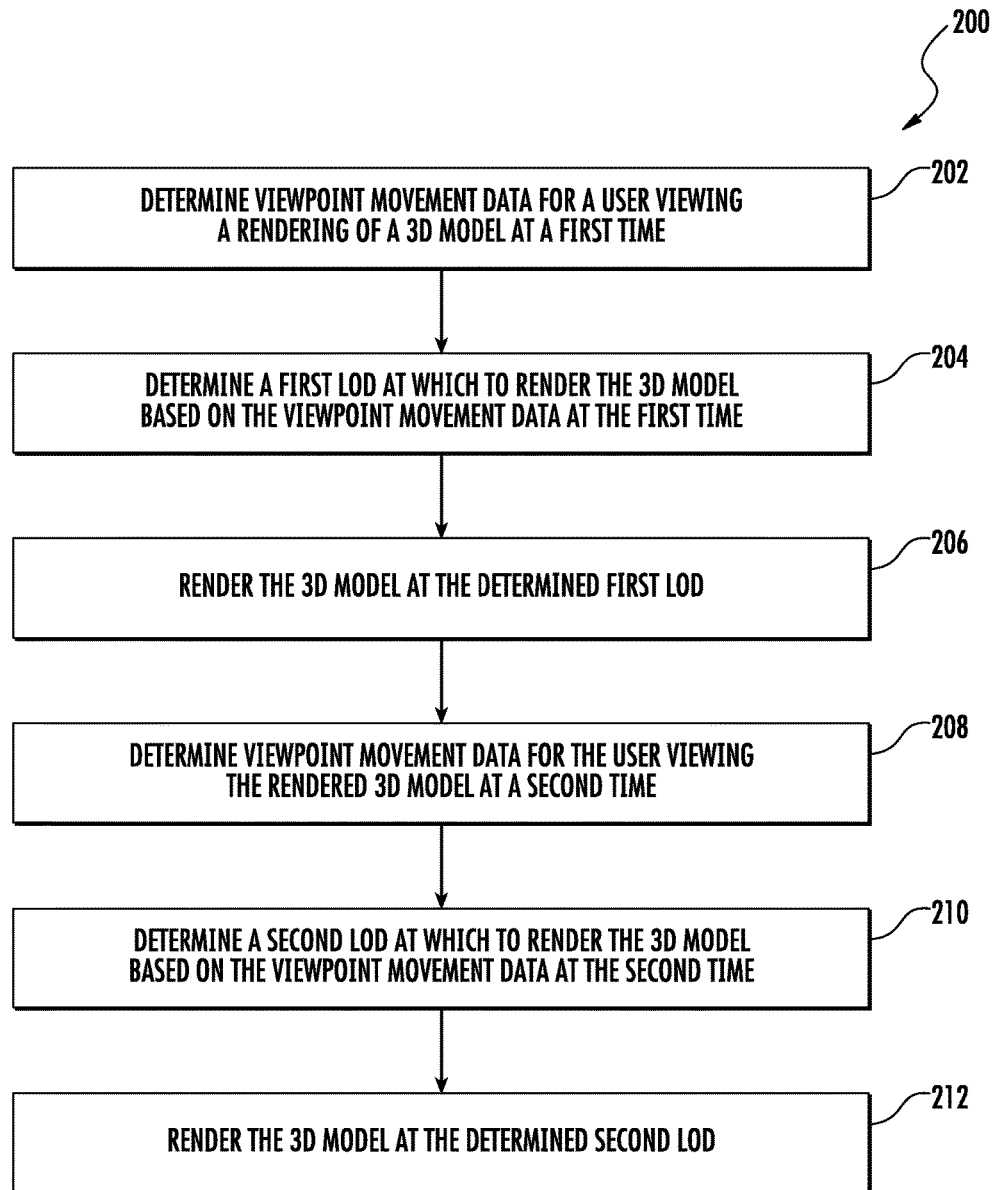 200
202
DETERMINE VIEWPOINT MOVEMENT DATA FOR A USER VIEWING
A RENDERING OF A 3D MODEL AT A FIRST TIME
204
DETERMINE A FIRST LOD AT WHICH TO RENDER THE 3D MODEL
BASED ON THE VIEWPOINT MOVEMENT DATA AT THE FIRST TIME
206
RENDER THE 3D MODEL AT THE DETERMINED FIRST LOD
208
DETERMINE VIEWPOINT MOVEMENT DATA FOR THE USER VIEWING
THE RENDERED 3D MODEL AT A SECOND TIME
210
DETERMINE A SECOND LOD AT WHICH TO RENDER THE 3D MODEL
BASED ON THE VIEWPOINT MOVEMENT DATA AT THE SECOND TIME
212
RENDER THE 3D MODEL AT THE DETERMINED SECOND LOD